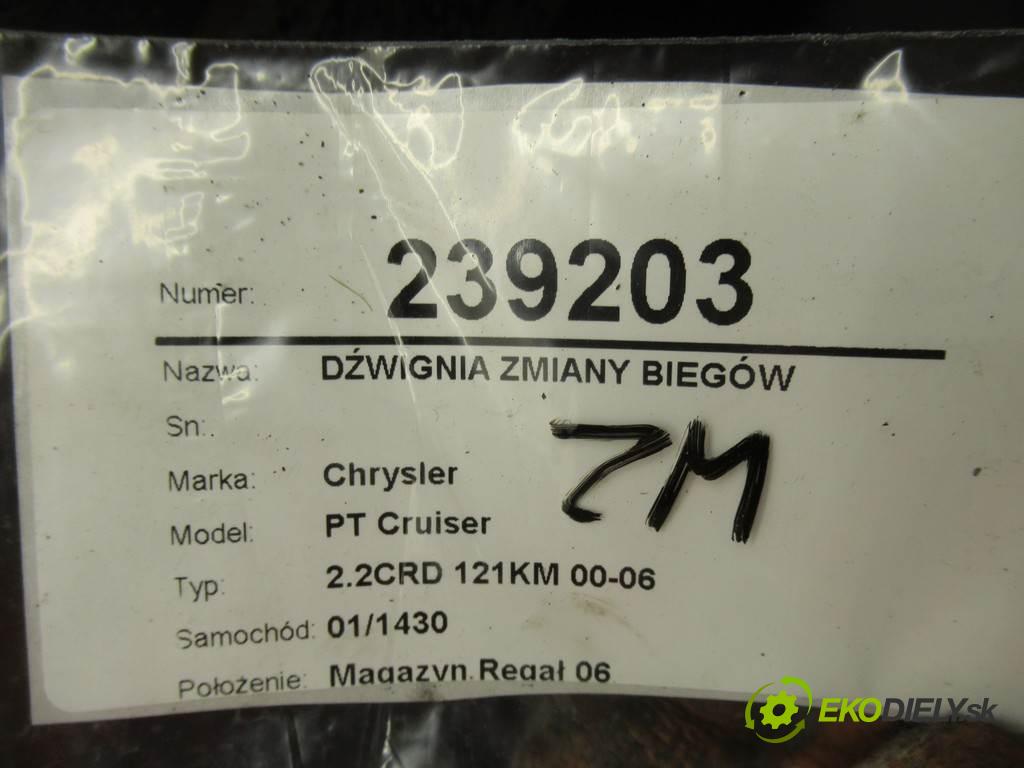 Numer: 239203
Nazwa: DŹWIGNIA ZMIANY BIEGÓW
Sn:
ZM
Marka: Chrysler
Model: PT Cruiser
Typ: 2.2CRD 121KM 00-06
Samochód: 01/1430
Położenie: Magazyn Regał 06
EKODIELY.sk